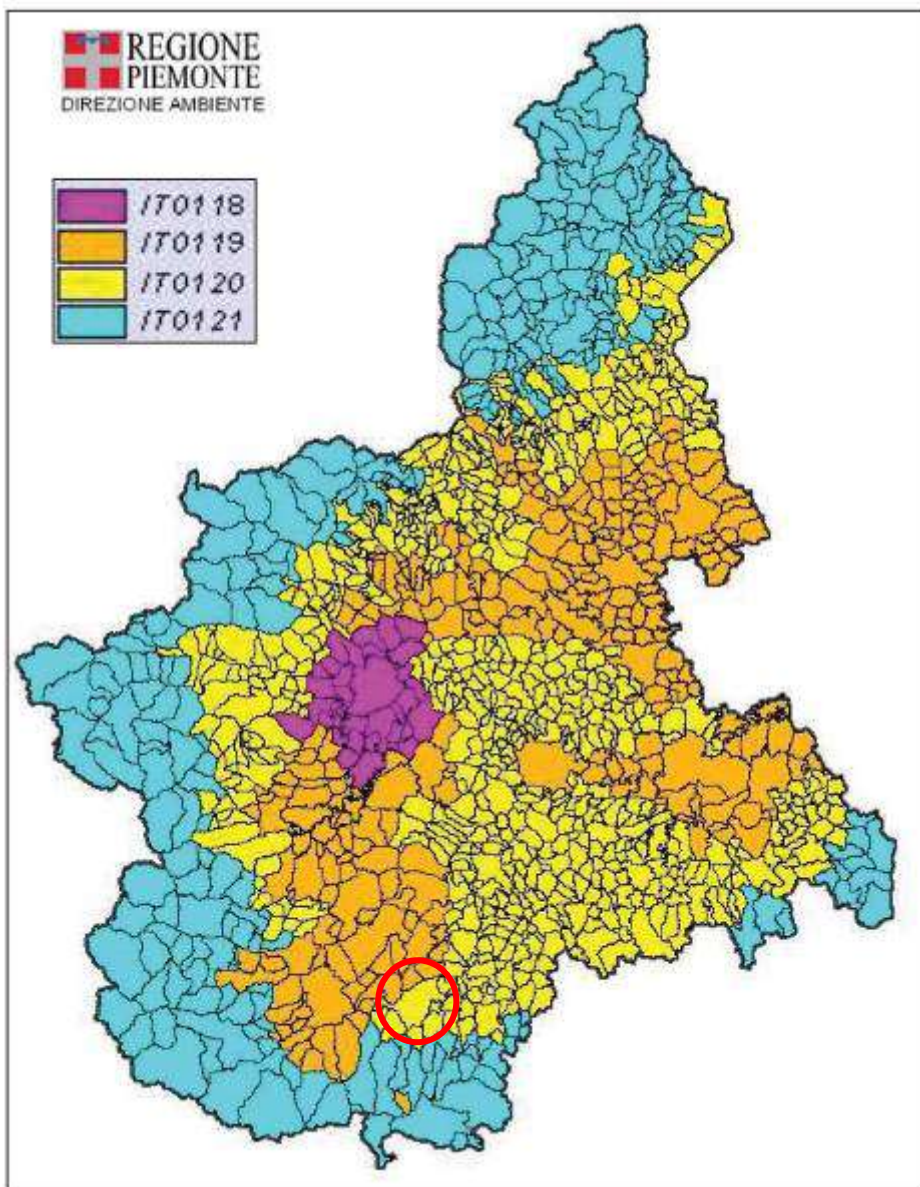 REGIONE
PIEMONTE
DIREZIONE AMBIENTE
IT0118
IT0119
IT0120
IT0121